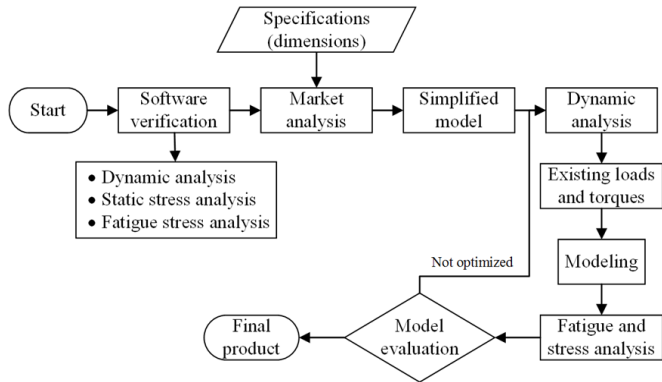 Specifications
(dimensions)
Start
Software
verification
Market
analysis
Simplified
model
Dynamic
analysis
• Dynamic analysis
• Static stress analysis
• Fatigue stress analysis
Existing loads
and torques
Not optimized
Modeling
Final
product
Model
evaluation
Fatigue and
stress analysis